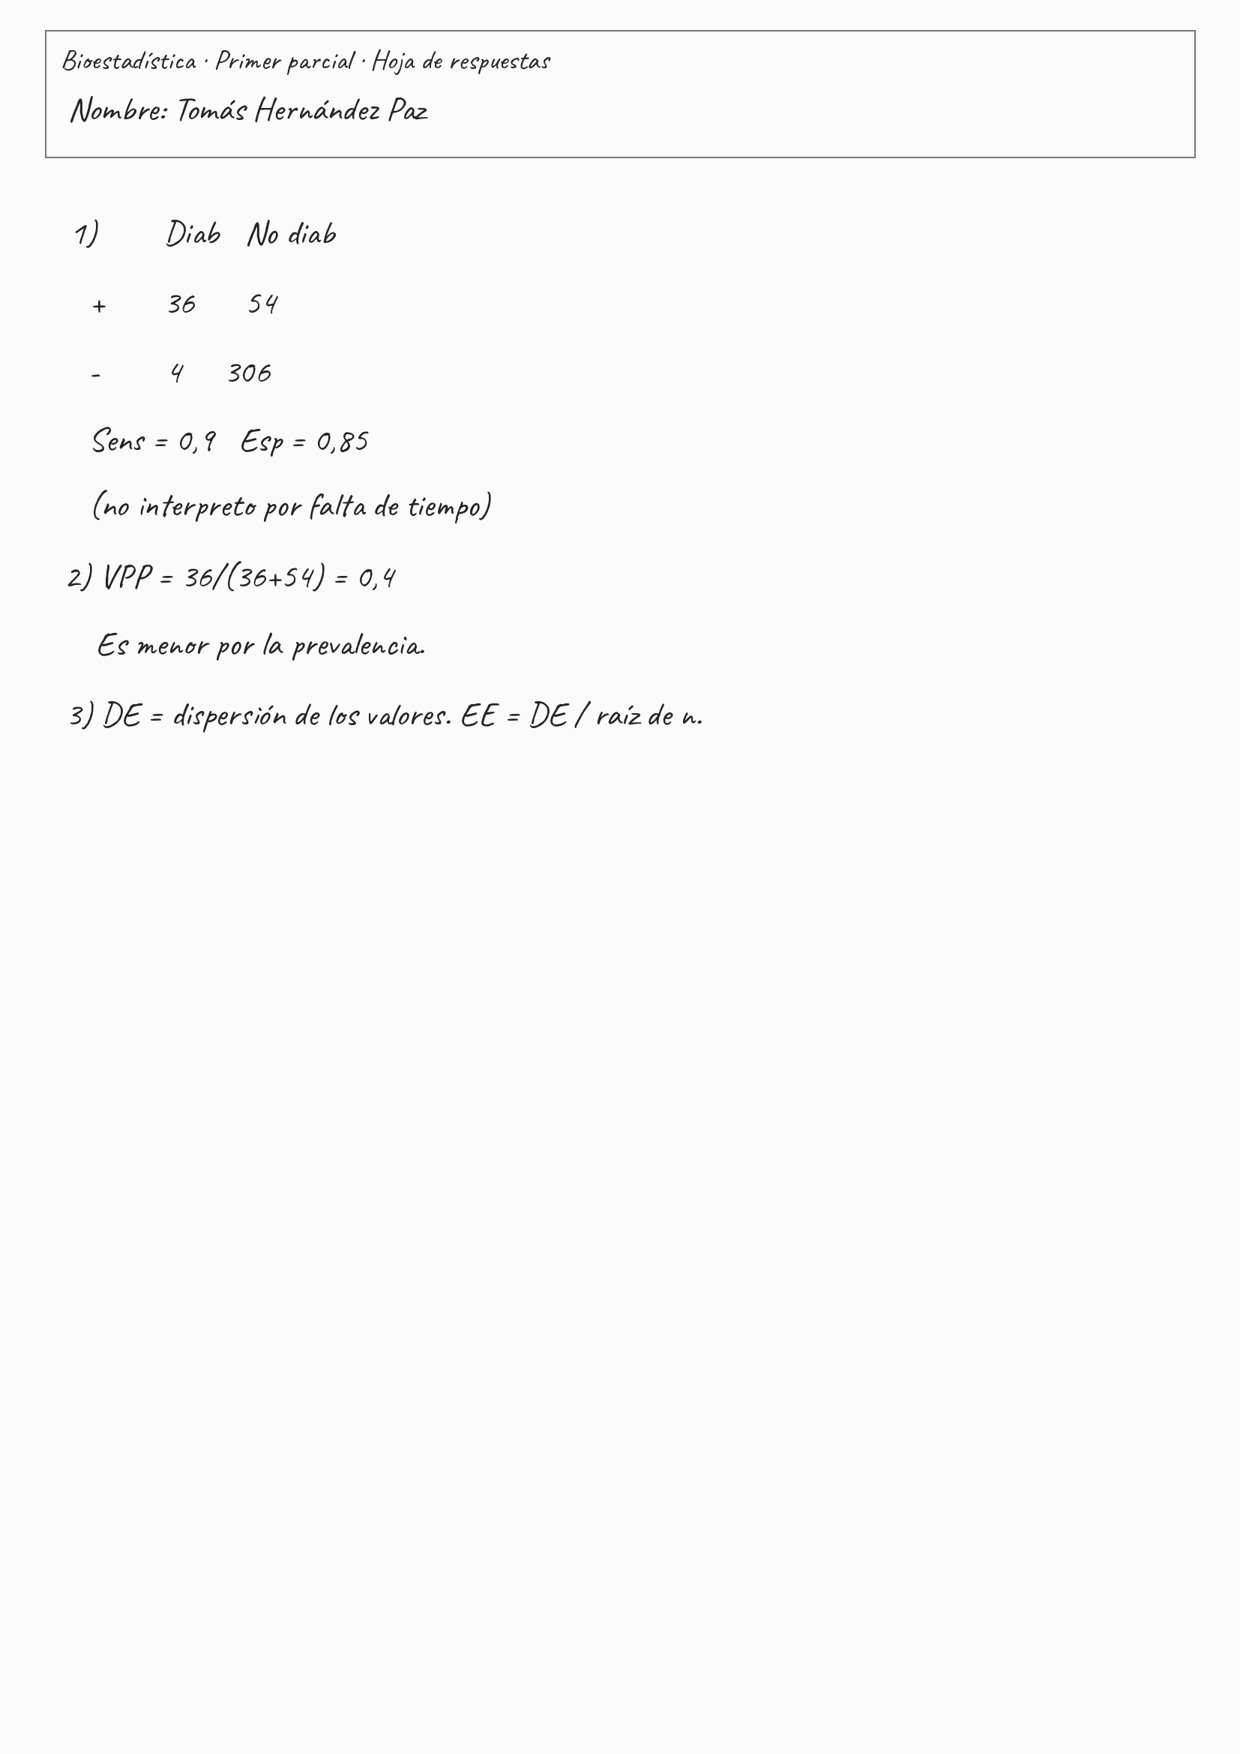 Bioestadística · Primer parcial · Hoja de respuestas
Nombre: Tomás Hernández Paz
1) Diab No diab
+ 36 54
- 4 306
Sens = 0,9 Esp = 0,85
(no interpreto por falta de tiempo)
2) VPP = 36/(36+54) = 0,4
Es menor por la prevalencia.
3) DE = dispersión de los valores. EE = DE / raíz de n.